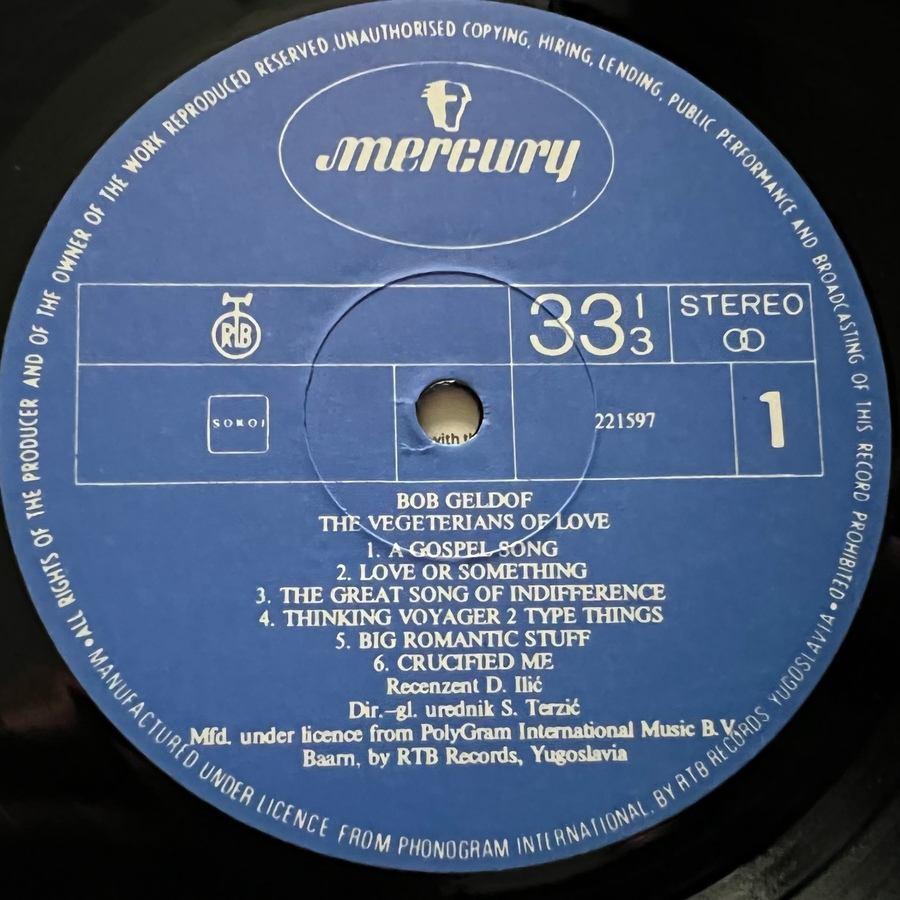 • ALL RIGHTS OF THE PRODUCER AND OF THE OWNER OF THE WORK REPRODUCED RESERVED. UNAUTHORISED COPYING, HIRING, LENDING, PUBLIC PERFORMANCE AND BROADCASTING OF THIS RECORD PROHIBITED •
mercury
RTB
33 1/3
STEREO
SOKOJ
221597
1
with th
BOB GELDOF
THE VEGETERIANS OF LOVE
1. A GOSPEL SONG
2. LOVE OR SOMETHING
3. THE GREAT SONG OF INDIFFERENCE
4. THINKING VOYAGER 2 TYPE THINGS
5. BIG ROMANTIC STUFF
6. CRUCIFIED ME
Recenzent D. Ilić
Dir.-gl. urednik S. Terzić
Mfd. under licence from PolyGram International Music B.V.
Baarn, by RTB Records, Yugoslavia
MANUFACTURED UNDER LICENCE FROM PHONOGRAM INTERNATIONAL, BY RTB RECORDS YUGOSLAVIA